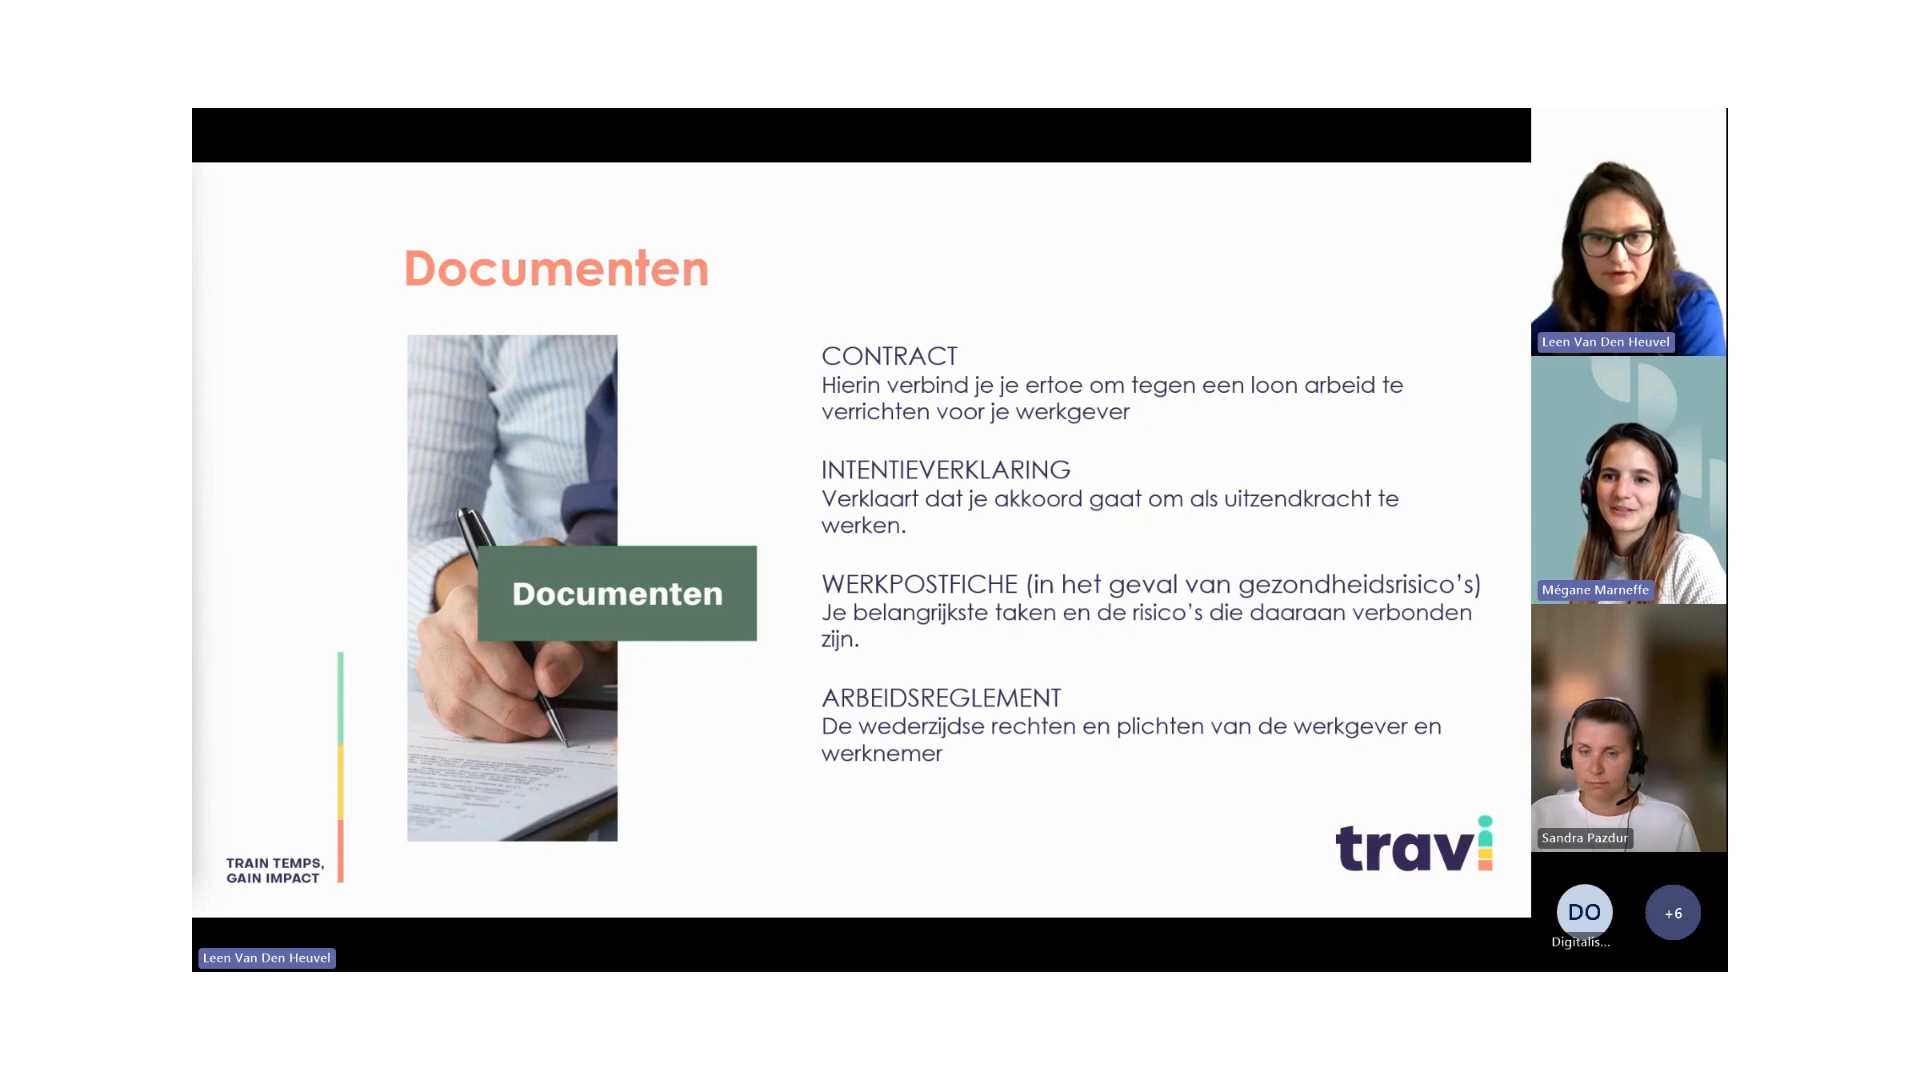 Documenten
Documenten
CONTRACT
Hierin verbind je je ertoe om tegen een loon arbeid te
verrichten voor je werkgever
INTENTIEVERKLARING
Verklaart dat je akkoord gaat om als uitzendkracht te
werken.
WERKPOSTFICHE (in het geval van gezondheidsrisico’s)
Je belangrijkste taken en de risico’s die daaraan verbonden
zijn.
ARBEIDSREGLEMENT
De wederzijdse rechten en plichten van de werkgever en
werknemer
TRAIN TEMPS,
GAIN IMPACT
travi
Leen Van Den Heuvel
Leen Van Den Heuvel
Mégane Marneffe
Sandra Pazdur
DO
Digitalis...
+6